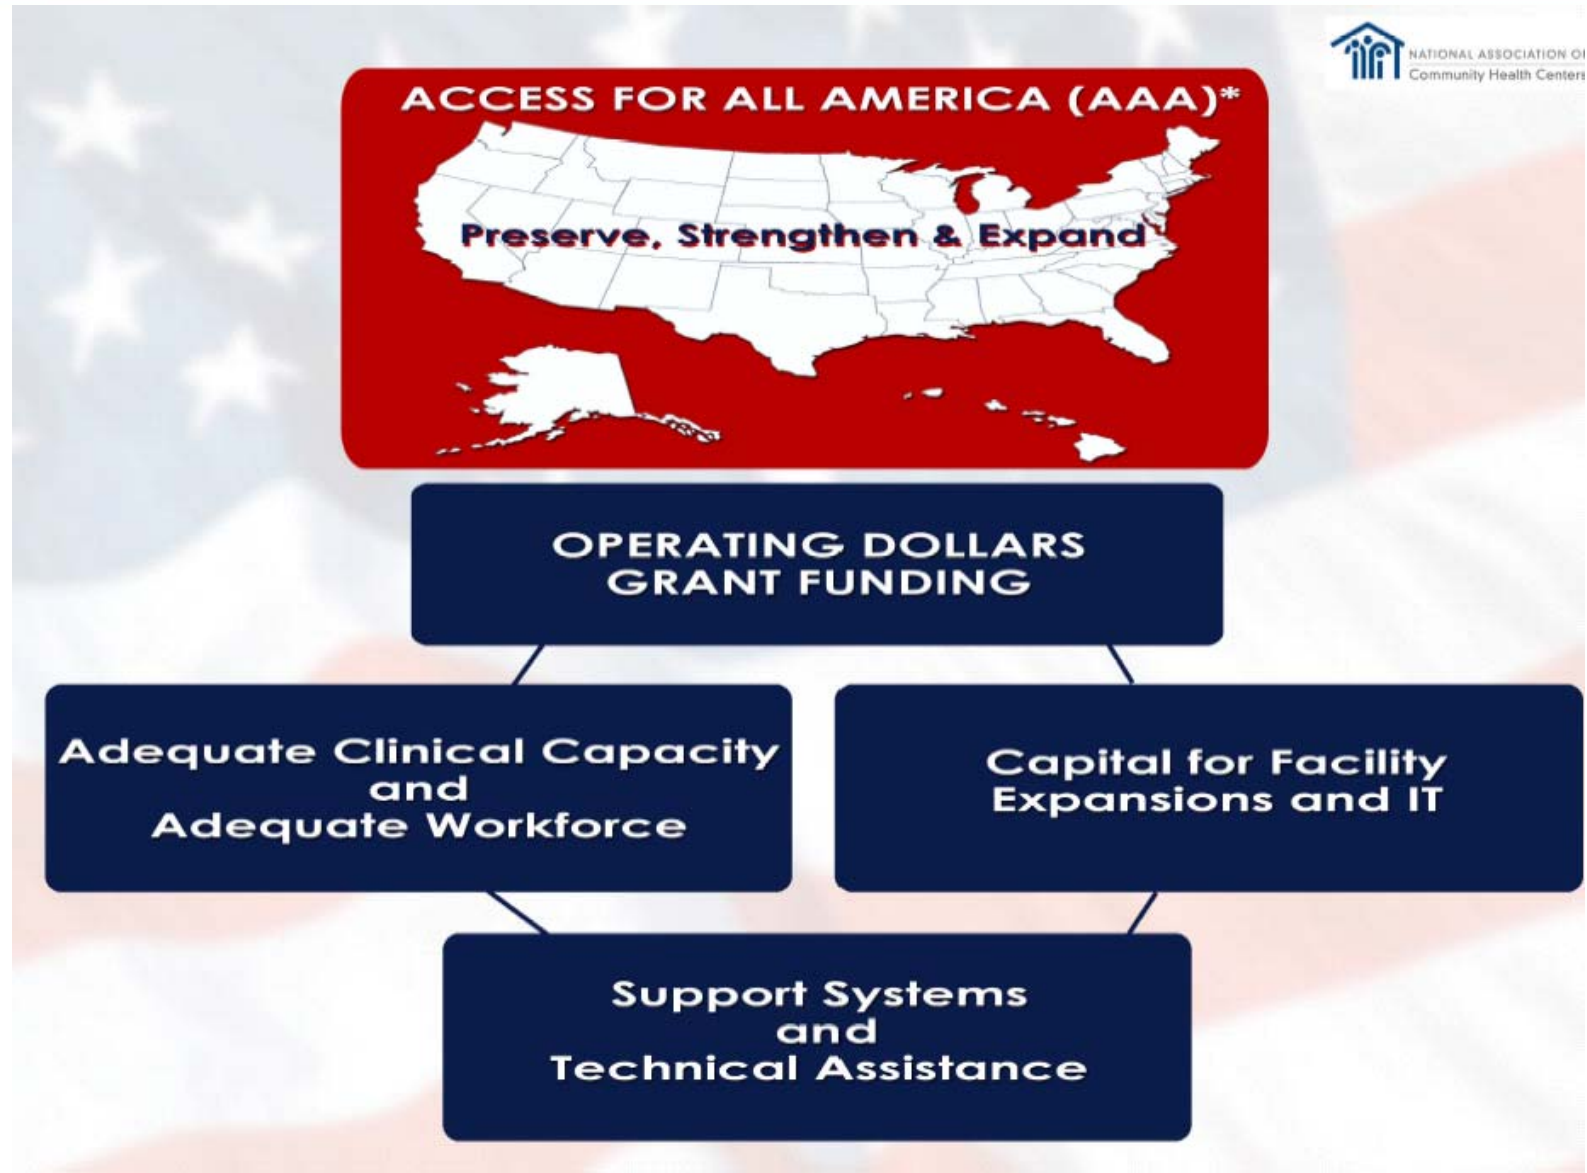 NATIONAL ASSOCIATION OF
Community Health Centers
ACCESS FOR ALL AMERICA (AAA)*
Preserve, Strengthen & Expand
OPERATING DOLLARS
GRANT FUNDING
Adequate Clinical Capacity
and
Adequate Workforce
Capital for Facility
Expansions and IT
Support Systems
and
Technical Assistance